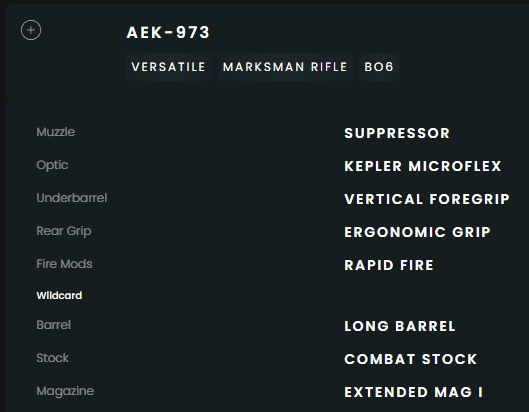 AEK-973
VERSATILE MARKSMAN RIFLE BO6
Muzzle SUPPRESSOR
Optic KEPLER MICROFLEX
Underbarrel VERTICAL FOREGRIP
Rear Grip ERGONOMIC GRIP
Fire Mods RAPID FIRE
Wildcard
Barrel LONG BARREL
Stock COMBAT STOCK
Magazine EXTENDED MAG I